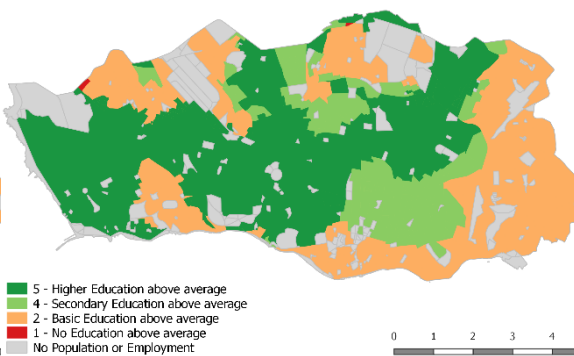 5 - Higher Education above average
4 - Secondary Education above average
2 - Basic Education above average
1 - No Education above average
No Population or Employment
0 1 2 3 4